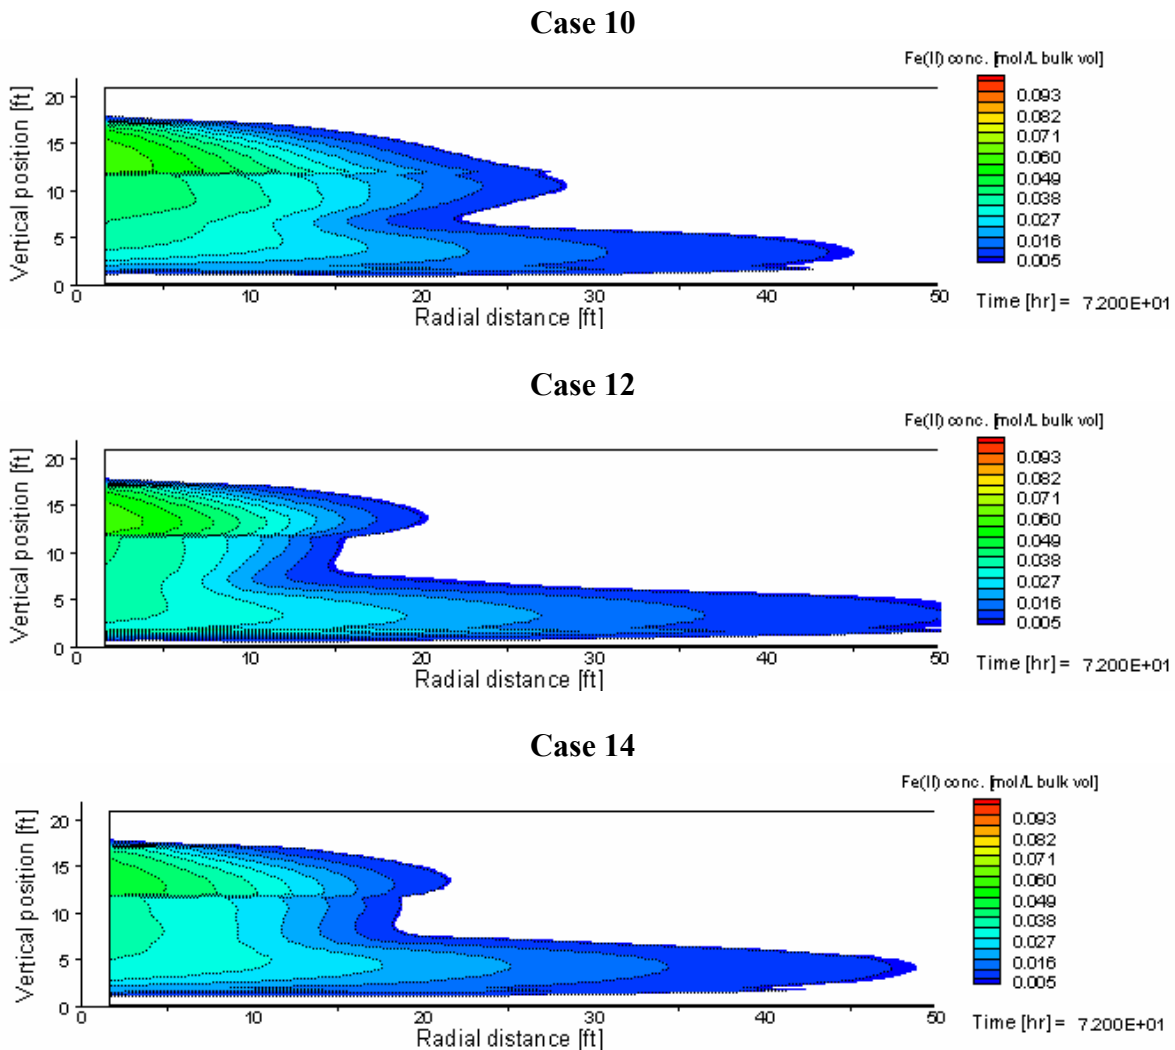 Case 10
Fe(II) conc. [mol/L bulk vol]
0.093
0.082
0.071
0.060
0.049
0.038
0.027
0.016
0.005
Time [hr] = 7.200E+01
Vertical position [ft]
20
15
10
5
0
0 10 20 30 40 50
Radial distance [ft]
Case 12
Fe(II) conc. [mol/L bulk vol]
0.093
0.082
0.071
0.060
0.049
0.038
0.027
0.016
0.005
Time [hr] = 7.200E+01
Vertical position [ft]
20
15
10
5
0
0 10 20 30 40 50
Radial distance [ft]
Case 14
Fe(II) conc. [mol/L bulk vol]
0.093
0.082
0.071
0.060
0.049
0.038
0.027
0.016
0.005
Time [hr] = 7.200E+01
Vertical position [ft]
20
15
10
5
0
0 10 20 30 40 50
Radial distance [ft]